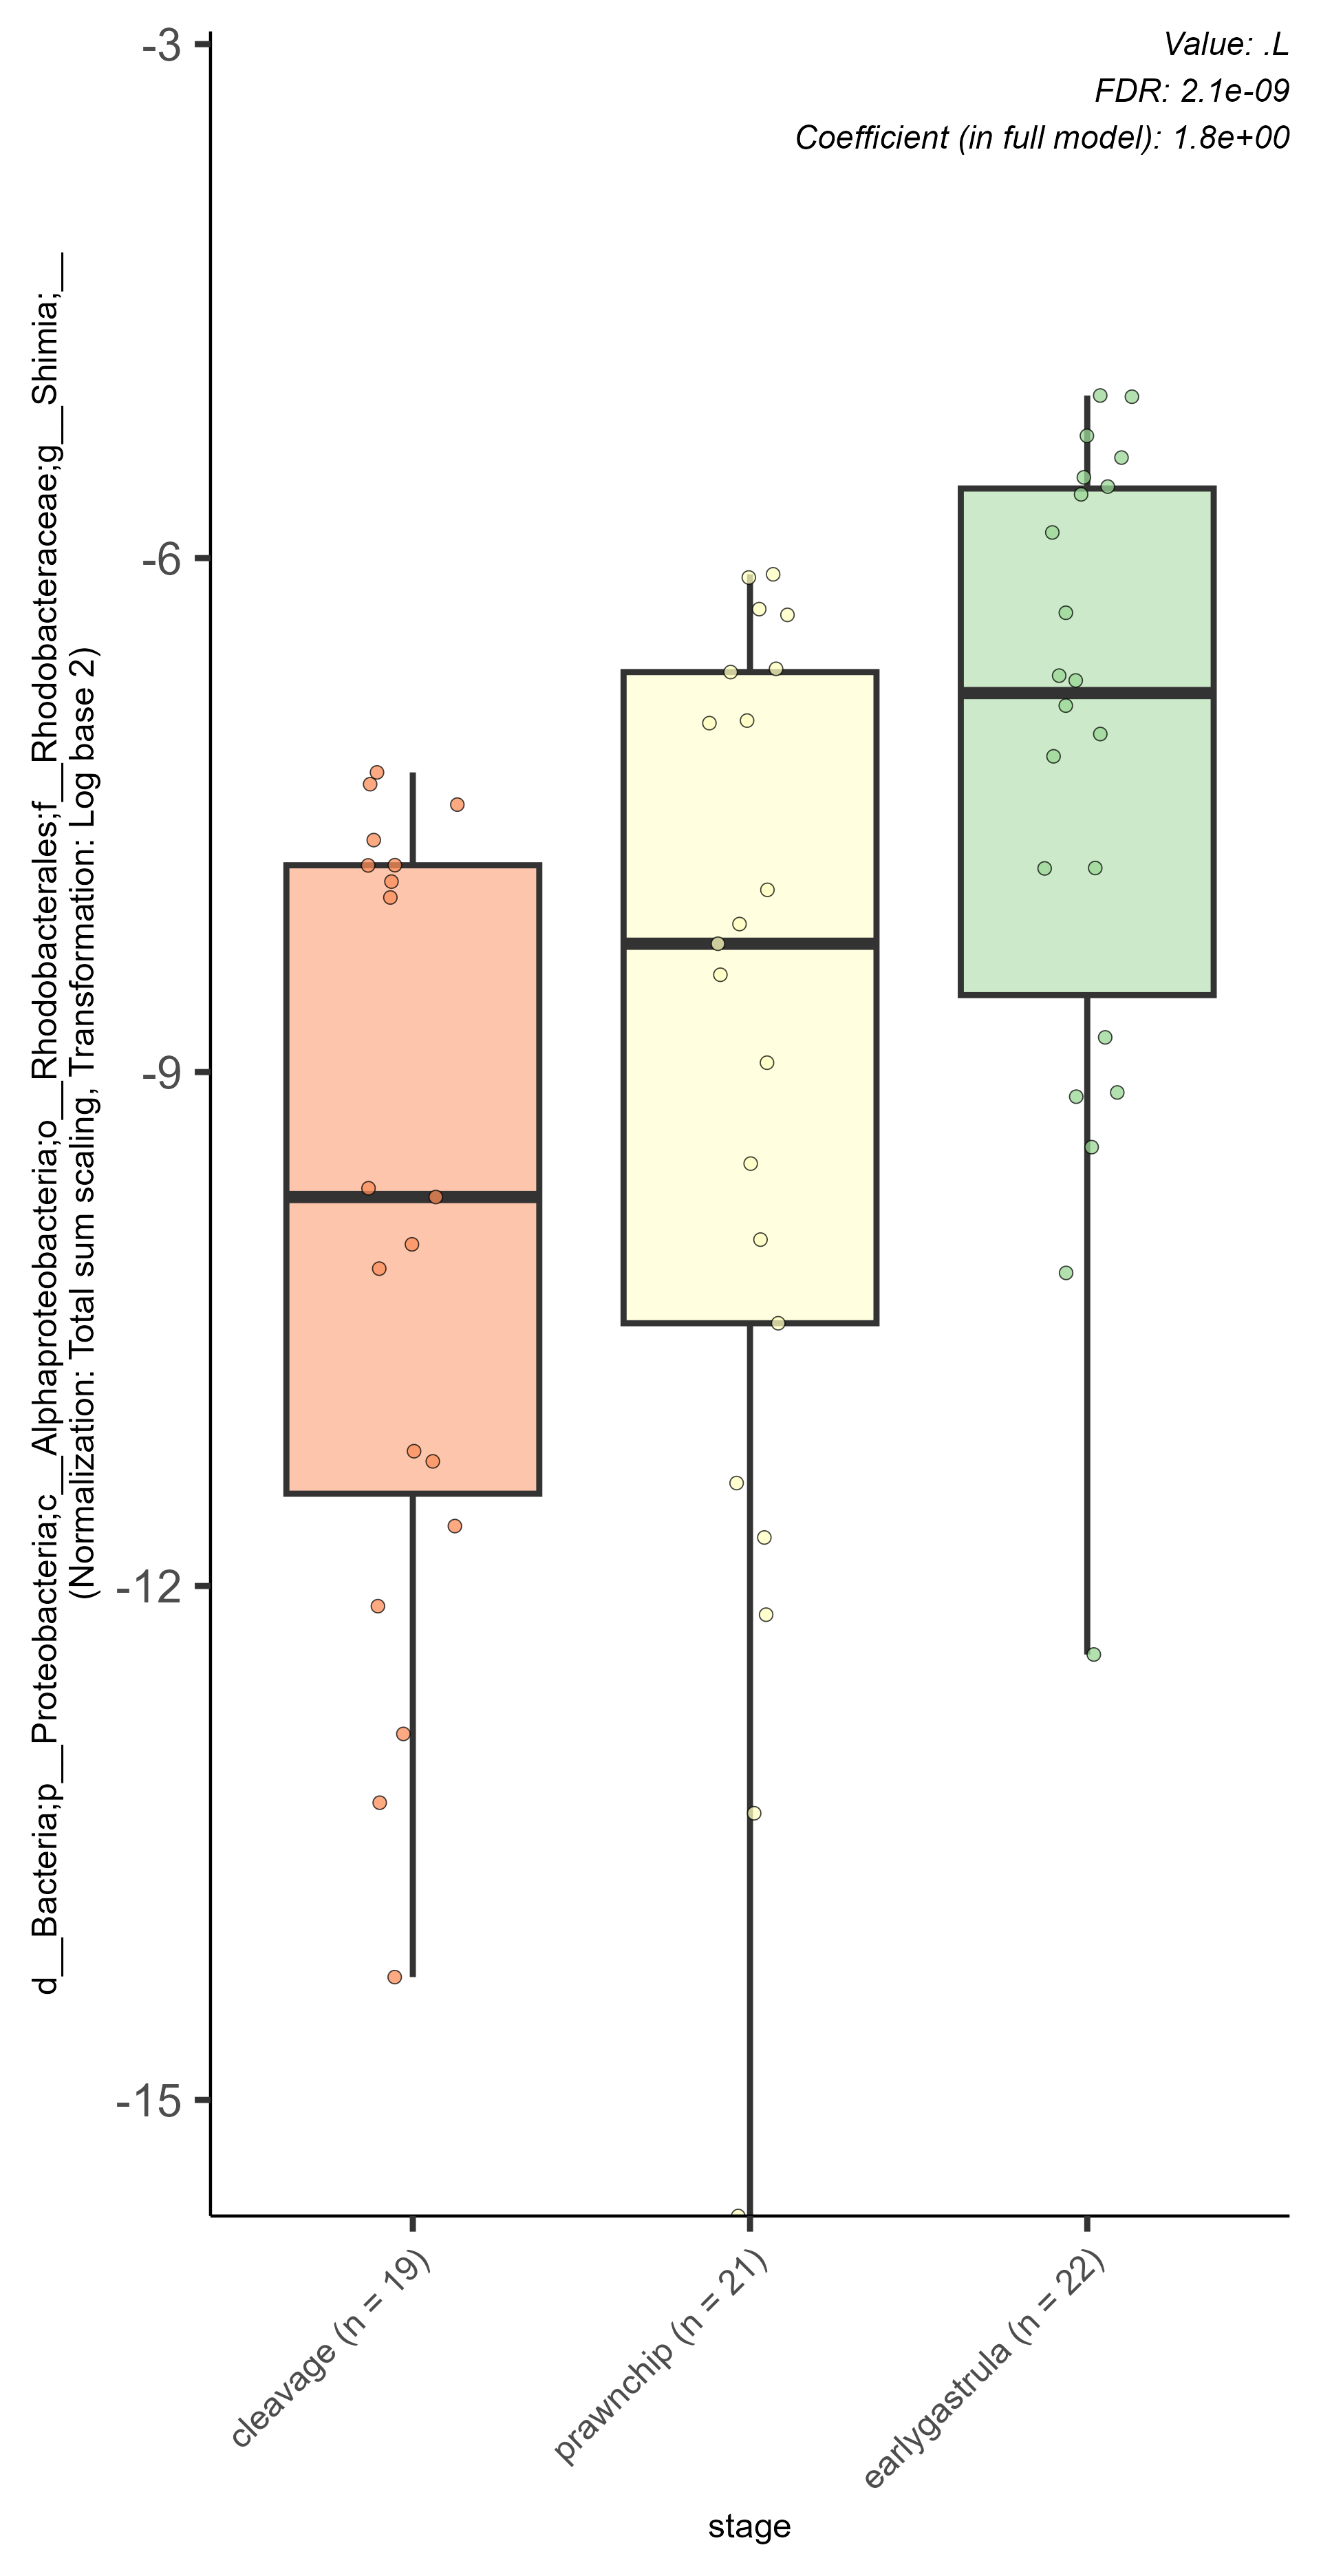 Value: .L
FDR: 2.1e-09
Coefficient (in full model): 1.8e+00
d__Bacteria;p__Proteobacteria;c__Alphaproteobacteria;o__Rhodobacterales;f__Rhodobacteraceae;g__Shimia;__
(Normalization: Total sum scaling, Transformation: Log base 2)
-3
-6
-9
-12
-15
cleavage (n = 19)
prawnchip (n = 21)
earlygastrula (n = 22)
stage